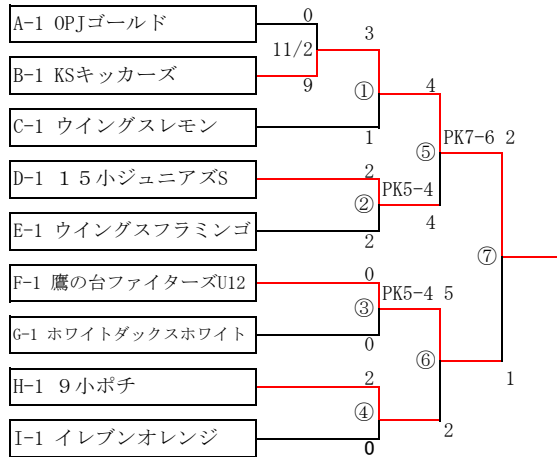 0
A-1 OPJゴールド
3
11/2
B-1 KSキッカーズ
9
①
4
C-1 ウイングスレモン
1
⑤
PK7-6 2
2
D-1 １５小ジュニアズS
②
PK5-4
4
E-1 ウイングスフラミンゴ
2
⑦
0
F-1 鷹の台ファイターズU12
PK5-4 5
③
G-1 ホワイトダックスホワイト
0
⑥
2
1
H-1 ９小ポチ
④
2
I-1 イレブンオレンジ
0